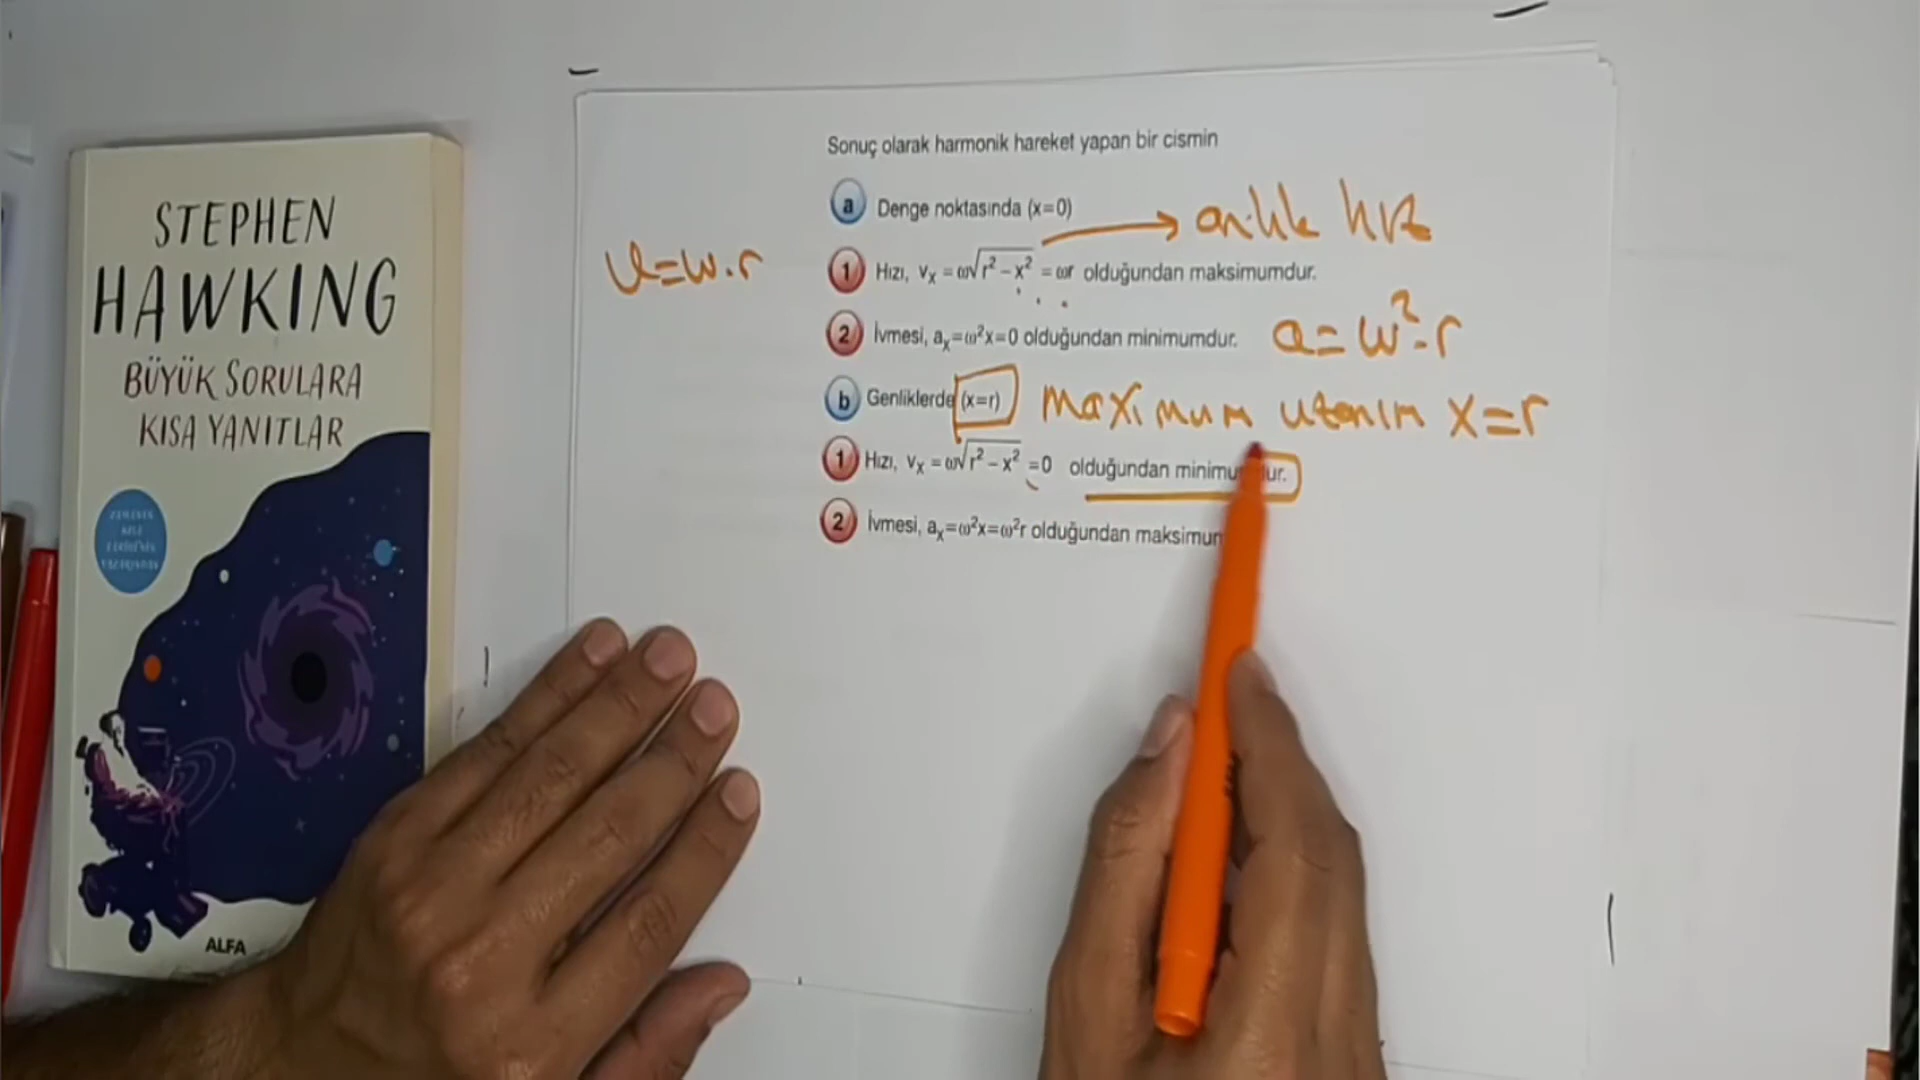 STEPHEN
HAWKING
BÜYÜK SORULARA
KISA YANITLAR
ALFA
Sonuç olarak harmonik hareket yapan bir cismin
a Denge noktasında (x=0)
anlık hız
v=w.r
1 Hızı, vₓ = ω√r² – x² = ωr olduğundan maksimumdur.
2 İvmesi, aₓ=ω²x=0 olduğundan minimumdur. a=w².r
b Genliklerde (x=r) maximum uzanım x=r
1 Hızı, vₓ = ω√r² – x² =0 olduğundan
2 İvmesi, aₓ=ω²x=ω²r olduğundan